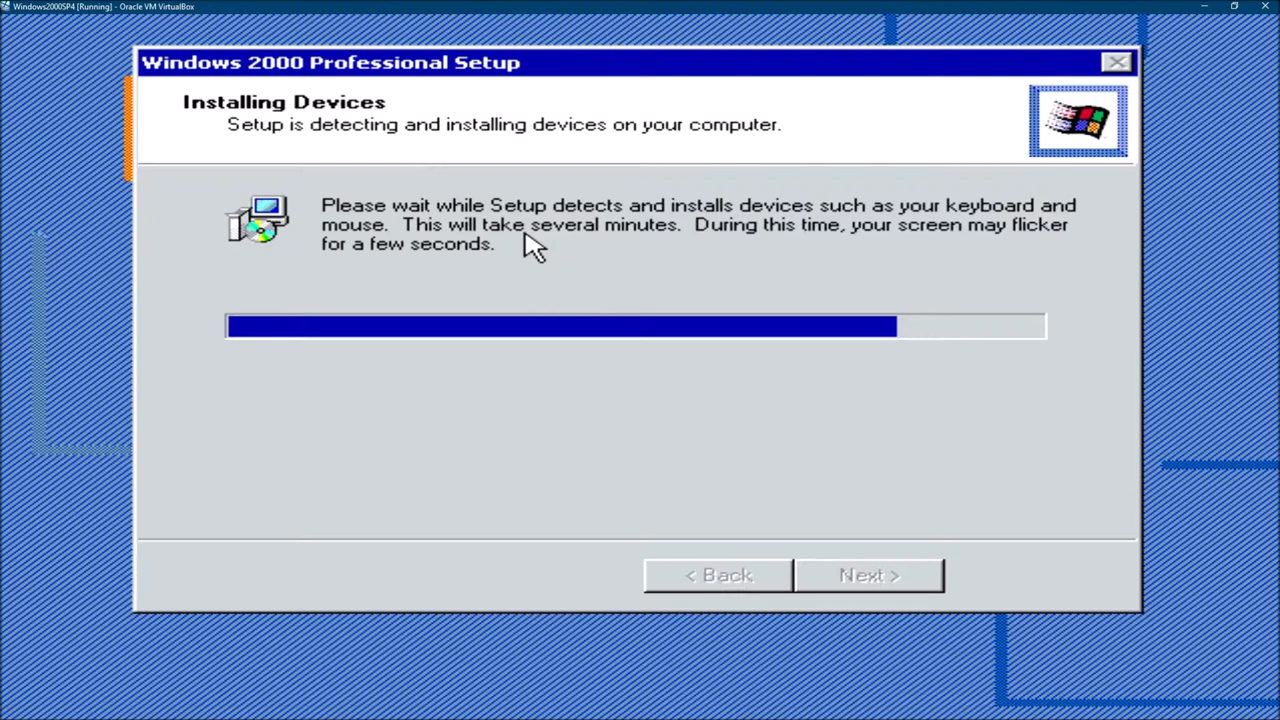 Windows2000SP4 [Running] - Oracle VM VirtualBox
Windows 2000 Professional Setup
Installing Devices
Setup is detecting and installing devices on your computer.
Please wait while Setup detects and installs devices such as your keyboard and
mouse. This will take several minutes. During this time, your screen may flicker
for a few seconds.
< Back
Next >